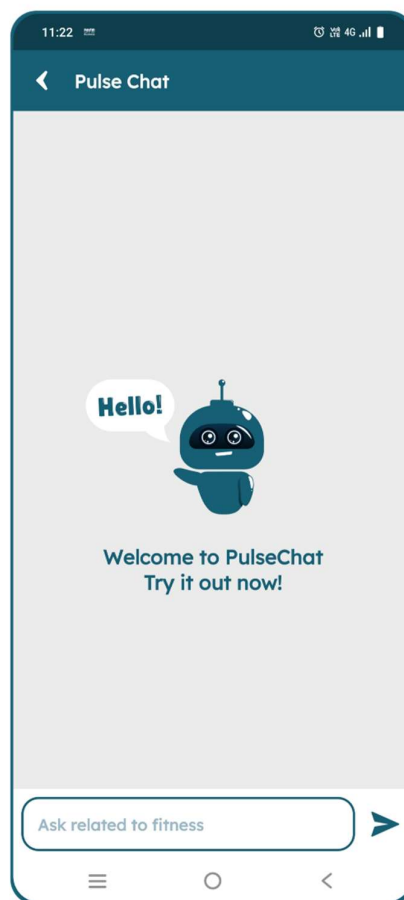 11:22
4G
Pulse Chat
Hello!
Welcome to PulseChat
Try it out now!
Ask related to fitness